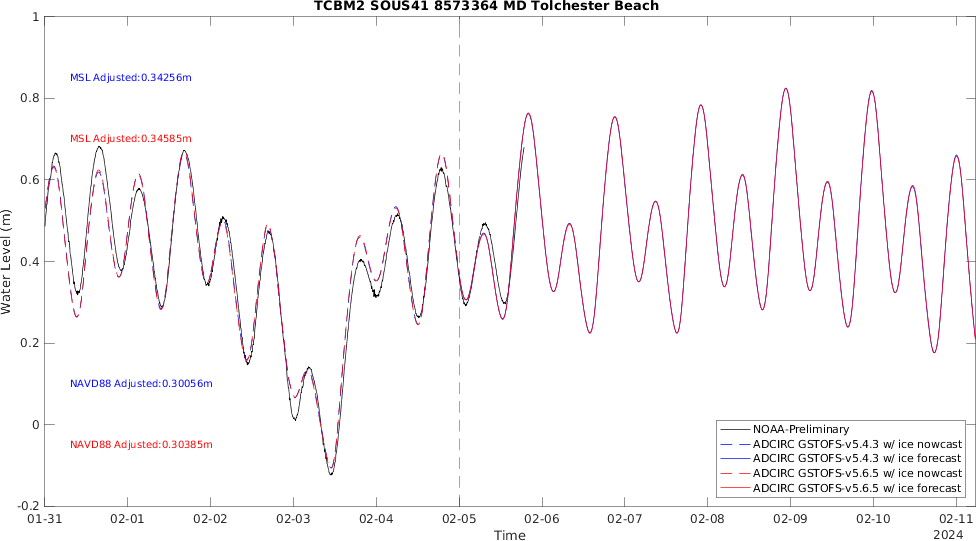 TCBM2 SOUS41 8573364 MD Tolchester Beach
Water Level (m)
1
0.8
0.6
0.4
0.2
0
-0.2
MSL Adjusted:0.34256m
MSL Adjusted:0.34585m
NAVD88 Adjusted:0.30056m
NAVD88 Adjusted:0.30385m
NOAA-Preliminary
ADCIRC GSTOFS-v5.4.3 w/ ice nowcast
ADCIRC GSTOFS-v5.4.3 w/ ice forecast
ADCIRC GSTOFS-v5.6.5 w/ ice nowcast
ADCIRC GSTOFS-v5.6.5 w/ ice forecast
01-31 02-01 02-02 02-03 02-04 02-05 02-06 02-07 02-08 02-09 02-10 02-11
Time
2024